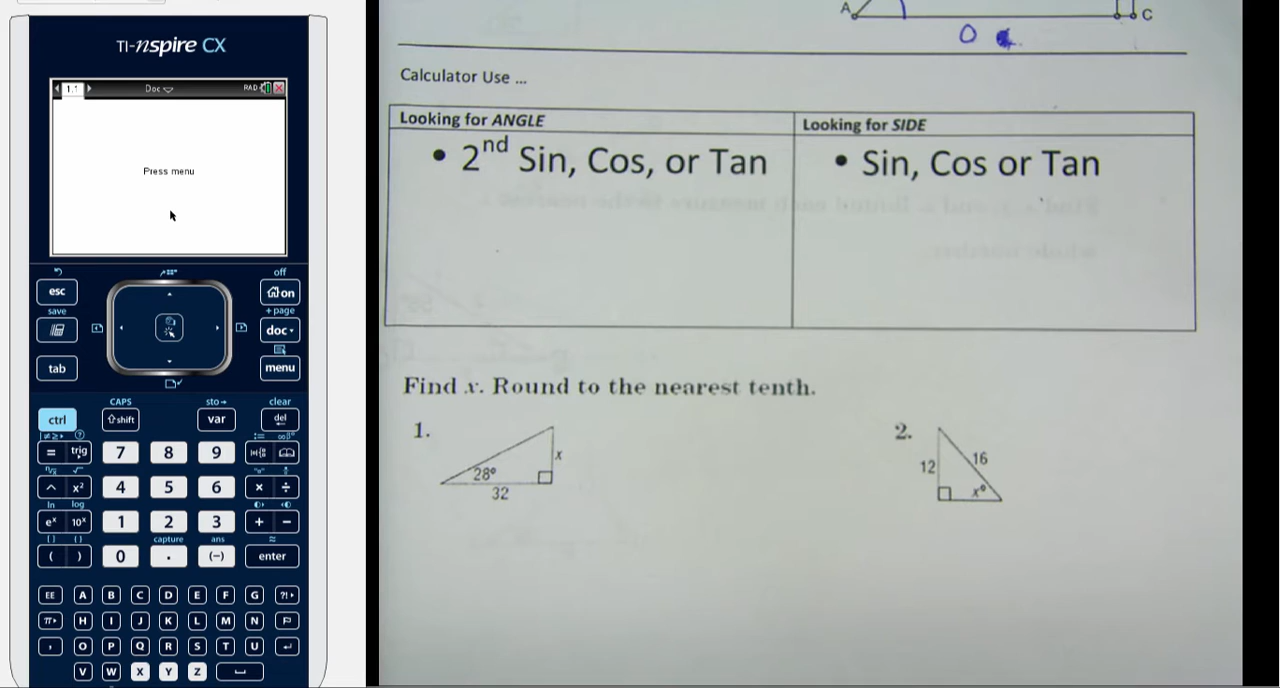 TI-nspire CX
1.1 Doc RAD
Press menu
off
esc
on
save
+ page
doc
tab
menu
CAPS
sto→
clear
ctrl
shift
var
del
= trig 7 8 9
^ x² 4 5 6 × ÷
ln log
eˣ 10ˣ 1 2 3 + −
[ ] { } capture ans ≈
( ) 0 . (−) enter
EE A B C D E F G ?!
π H I J K L M N
, O P Q R S T U
V W X Y Z
A C
O
Calculator Use ...
Looking for ANGLE
• 2nd Sin, Cos, or Tan
Looking for SIDE
• Sin, Cos or Tan
Find x. Round to the nearest tenth.
1.
x
28°
32
2.
12
16
x°